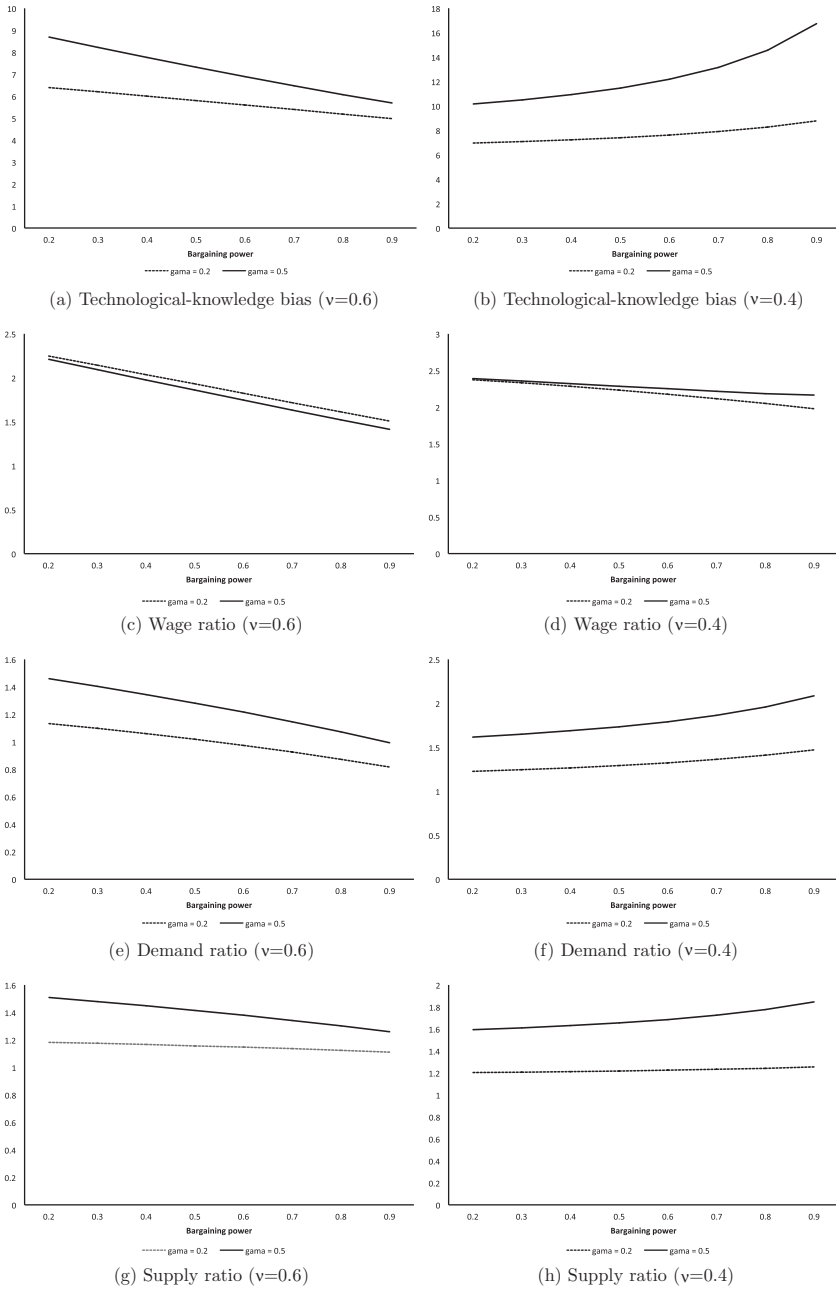 10
9
8
7
6
5
4
3
2
1
0
0.2 0.3 0.4 0.5 0.6 0.7 0.8 0.9
Bargaining power
gama = 0.2 gama = 0.5
(a) Technological-knowledge bias (ν=0.6)
18
16
14
12
10
8
6
4
2
0
0.2 0.3 0.4 0.5 0.6 0.7 0.8 0.9
Bargaining power
gama = 0.2 gama = 0.5
(b) Technological-knowledge bias (ν=0.4)
2.5
2
1.5
1
0.5
0
0.2 0.3 0.4 0.5 0.6 0.7 0.8 0.9
Bargaining power
gama = 0.2 gama = 0.5
(c) Wage ratio (ν=0.6)
3
2.5
2
1.5
1
0.5
0
0.2 0.3 0.4 0.5 0.6 0.7 0.8 0.9
Bargaining power
gama = 0.2 gama = 0.5
(d) Wage ratio (ν=0.4)
1.6
1.4
1.2
1
0.8
0.6
0.4
0.2
0
0.2 0.3 0.4 0.5 0.6 0.7 0.8 0.9
Bargaining power
gama = 0.2 gama = 0.5
(e) Demand ratio (ν=0.6)
2.5
2
1.5
1
0.5
0
0.2 0.3 0.4 0.5 0.6 0.7 0.8 0.9
Bargaining power
gama = 0.2 gama = 0.5
(f) Demand ratio (ν=0.4)
1.6
1.4
1.2
1
0.8
0.6
0.4
0.2
0
0.2 0.3 0.4 0.5 0.6 0.7 0.8 0.9
Bargaining power
gama = 0.2 gama = 0.5
(g) Supply ratio (ν=0.6)
2
1.8
1.6
1.4
1.2
1
0.8
0.6
0.4
0.2
0
0.2 0.3 0.4 0.5 0.6 0.7 0.8 0.9
Bargaining power
gama = 0.2 gama = 0.5
(h) Supply ratio (ν=0.4)